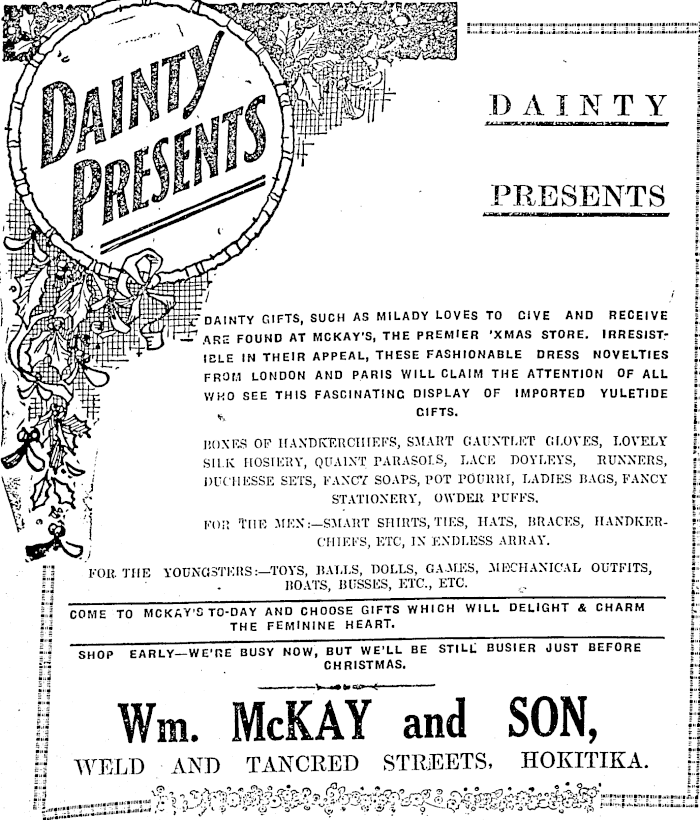 DAINTY
PRESENTS
DAINTY
PRESENTS
DAINTY GIFTS, SUCH AS MILADY LOVES TO GIVE AND RECEIVE
ARE FOUND AT MCKAY'S, THE PREMIER 'XMAS STORE. IRRESIST-
IBLE IN THEIR APPEAL, THESE FASHIONABLE DRESS NOVELTIES
FROM LONDON AND PARIS WILL CLAIM THE ATTENTION OF ALL
WHO SEE THIS FASCINATING DISPLAY OF IMPORTED YULETIDE
GIFTS.
BOXES OF HANDKERCHIEFS, SMART GAUNTLET GLOVES, LOVELY
SILK HOSIERY, QUAINT PARASOLS, LACE DOYLEYS, RUNNERS,
DUCHESSE SETS, FANCY SOAPS, POT POURRI, LADIES BAGS, FANCY
STATIONERY, OWDER PUFFS.
FOR THE MEN:—SMART SHIRTS, TIES, HATS, BRACES, HANDKER-
CHIEFS, ETC, IN ENDLESS ARRAY.
FOR THE YOUNGSTERS:—TOYS, BALLS, DOLLS, GAMES, MECHANICAL OUTFITS,
BOATS, BUSSES, ETC., ETC.
COME TO MCKAY'S TO-DAY AND CHOOSE GIFTS WHICH WILL DELIGHT & CHARM
THE FEMININE HEART.
SHOP EARLY—WE'RE BUSY NOW, BUT WE'LL BE STILL BUSIER JUST BEFORE
CHRISTMAS.
Wm. McKAY and SON,
WELD AND TANCRED STREETS, HOKITIKA.